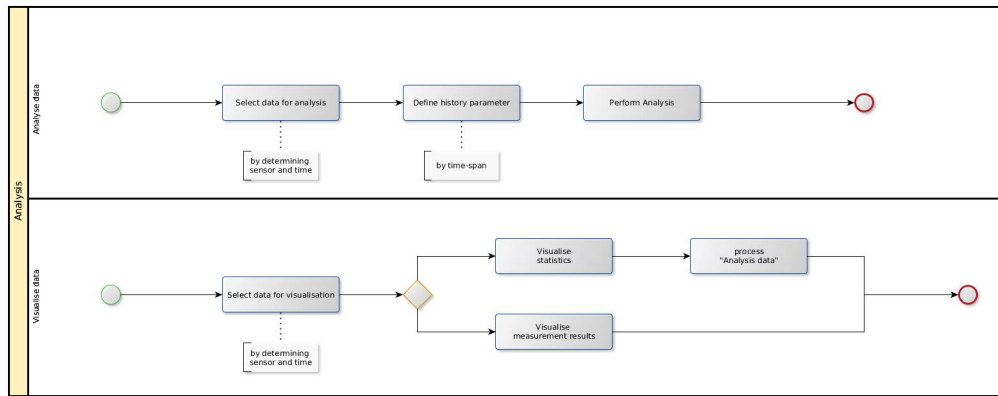 Analysis
Analyse data
Select data for analysis
Define history parameter
Perform Analysis
by determining
sensor and time
by time-span
Visualise data
Select data for visualisation
by determining
sensor and time
Visualise
statistics
process
"Analysis data"
Visualise
measurement results